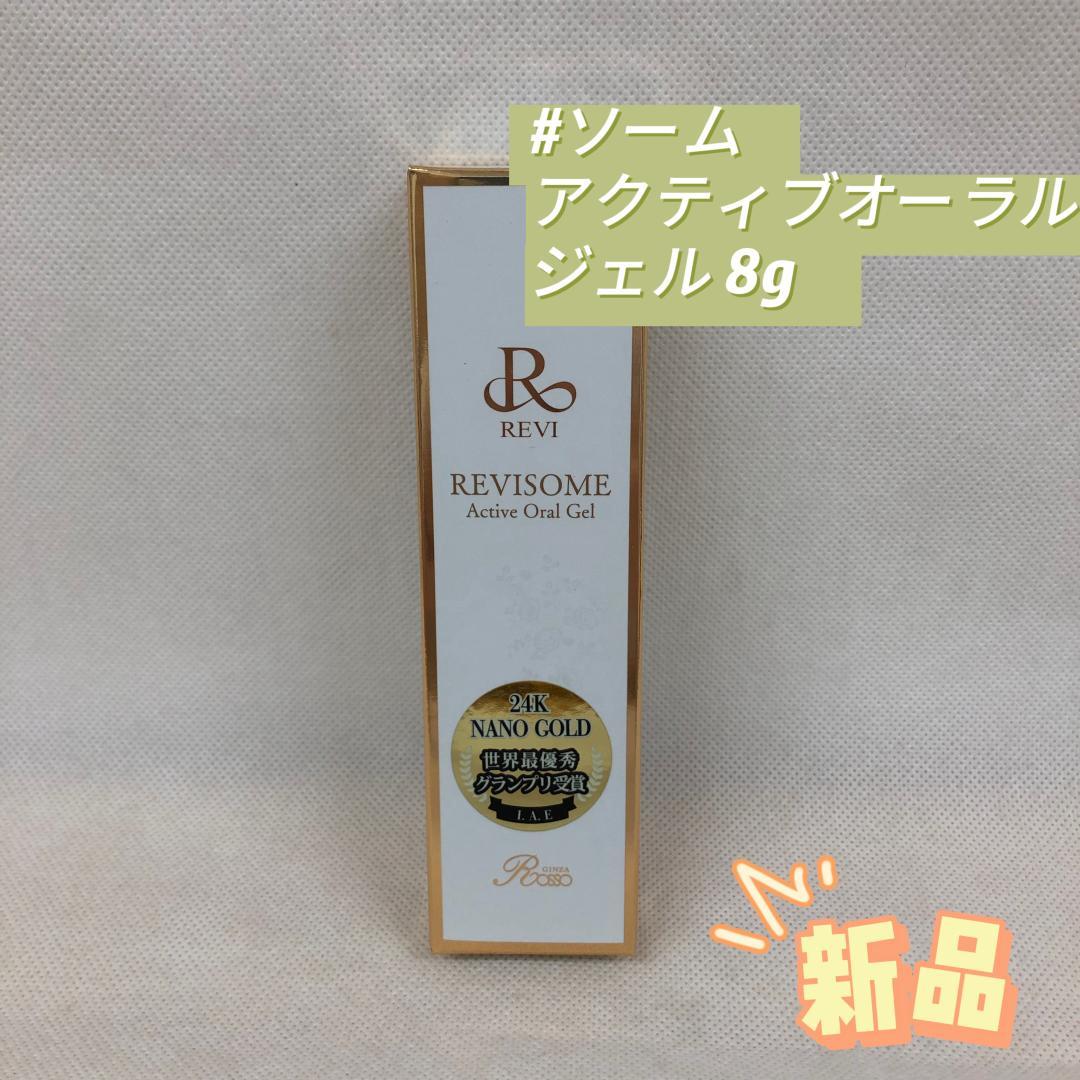 #ソーム
アクティブオーラル
ジェル 8g
R
REVI
REVISOME
Active Oral Gel
24K
NANO GOLD
世界最優秀
グランプリ受賞
I. A. E
GINZA
Rosso
新品